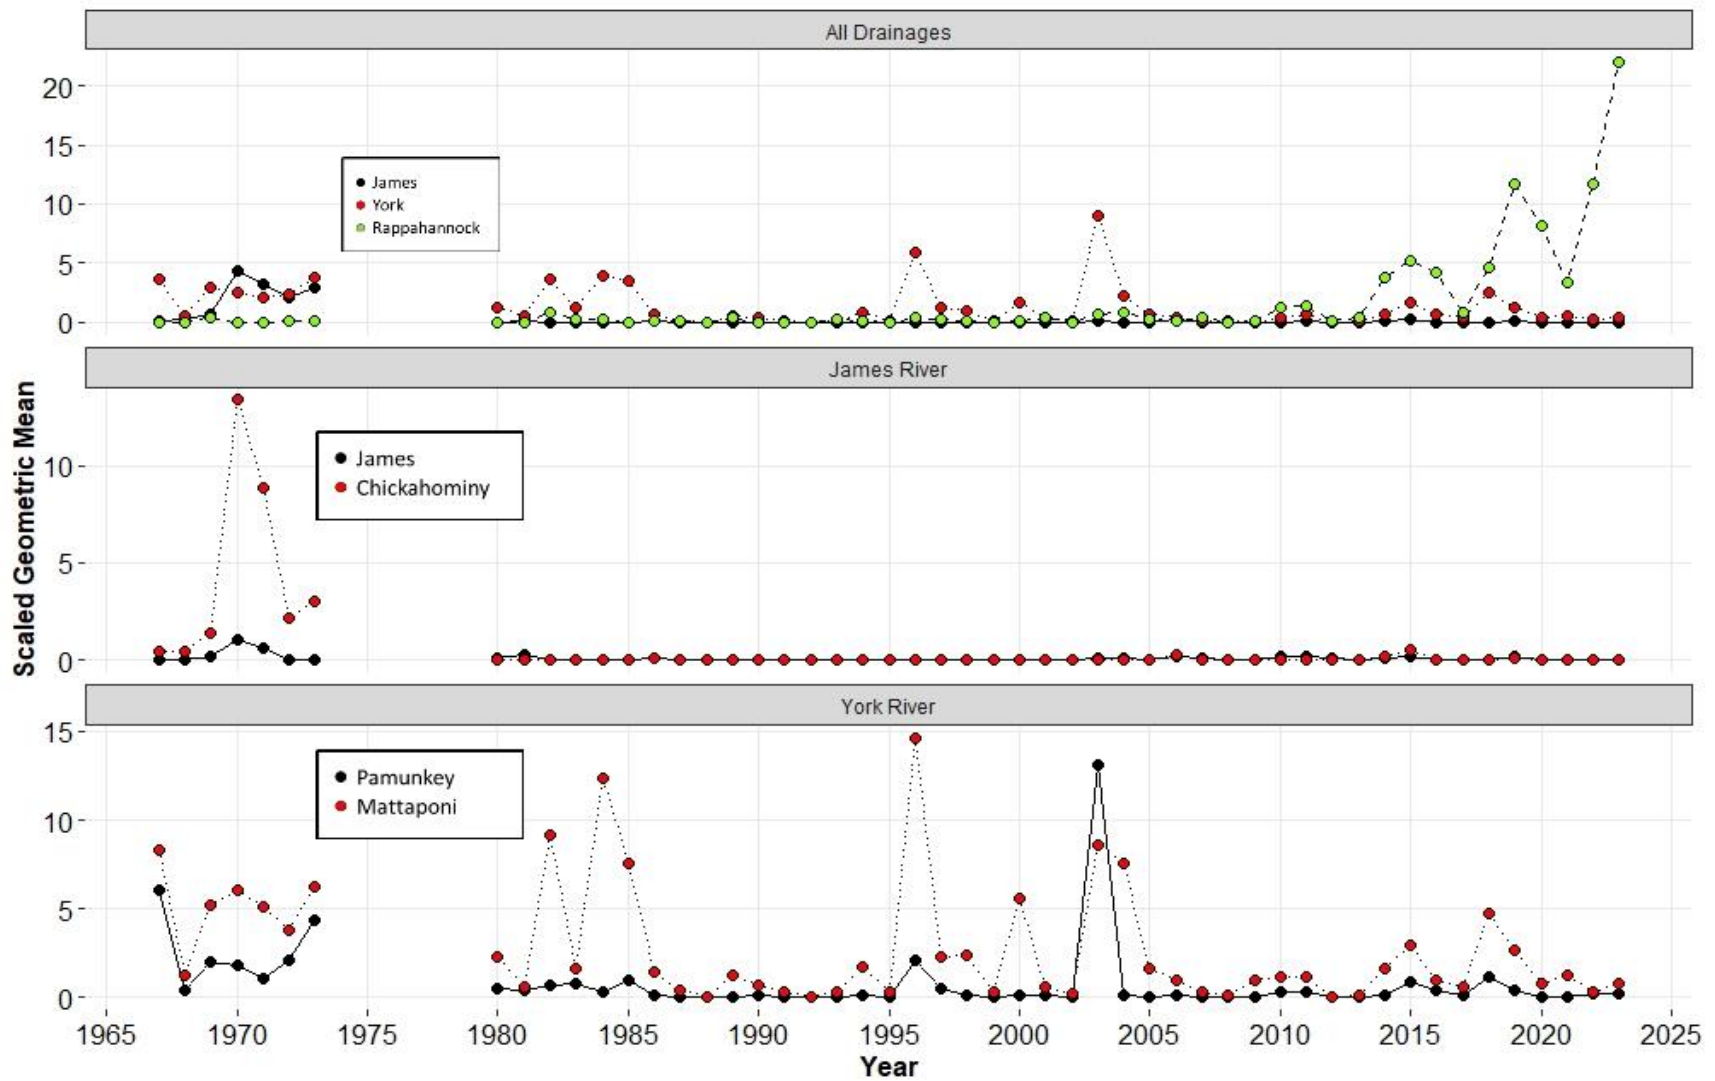 All Drainages
20
15
10
5
0
James
York
Rappahannock
James River
10
5
0
James
Chickahominy
Scaled Geometric Mean
York River
15
10
5
0
Pamunkey
Mattaponi
1965 1970 1975 1980 1985 1990 1995 2000 2005 2010 2015 2020 2025
Year